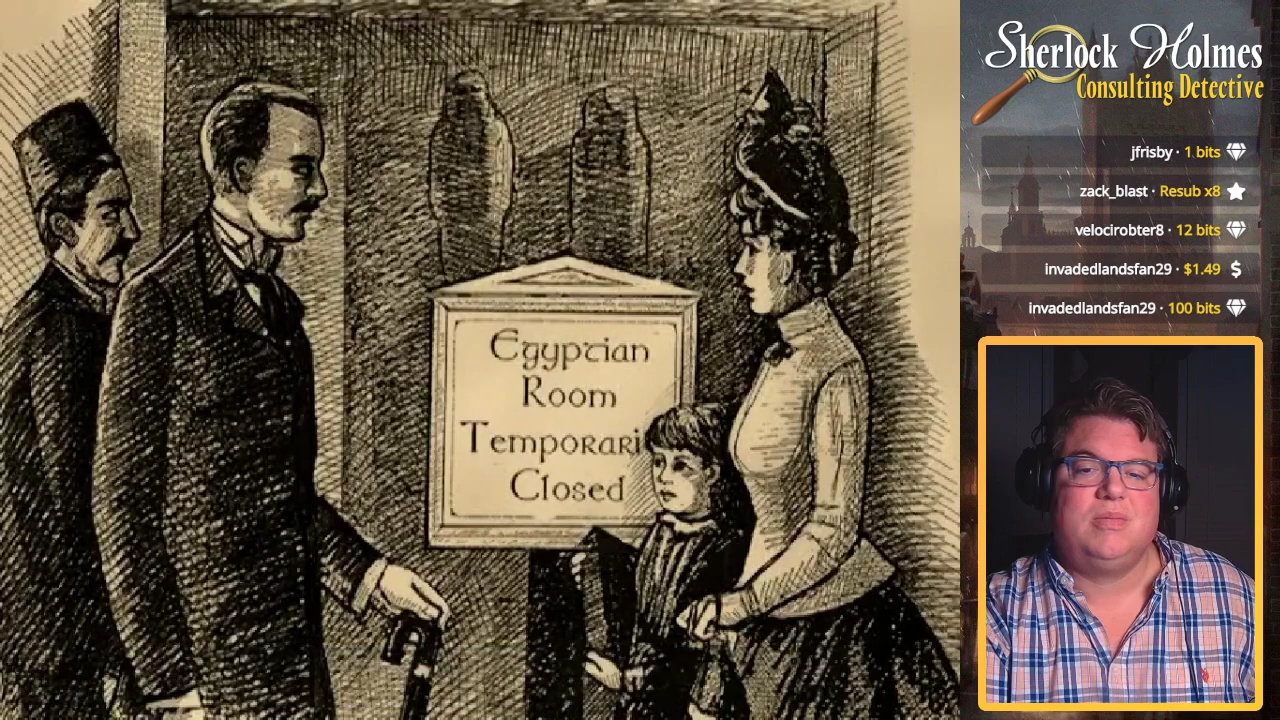 Egyptian
Room
Temporari
Closed
Sherlock Holmes
Consulting Detective
jfrisby · 1 bits
zack_blast · Resub x8
velocirobter8 · 12 bits
invadedlandsfan29 · $1.49
invadedlandsfan29 · 100 bits